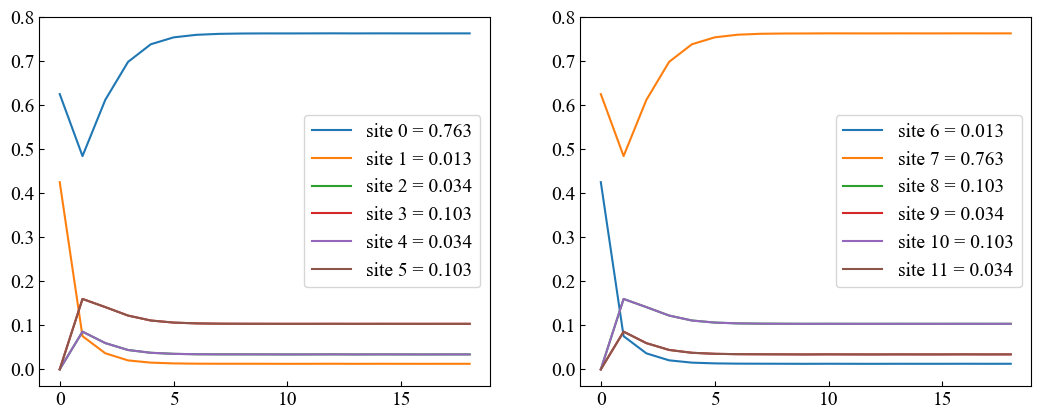 0.8
0.7
0.6
0.5
0.4
0.3
0.2
0.1
0.0
0 5 10 15
site 0 = 0.763
site 1 = 0.013
site 2 = 0.034
site 3 = 0.103
site 4 = 0.034
site 5 = 0.103
0.8
0.7
0.6
0.5
0.4
0.3
0.2
0.1
0.0
0 5 10 15
site 6 = 0.013
site 7 = 0.763
site 8 = 0.103
site 9 = 0.034
site 10 = 0.103
site 11 = 0.034